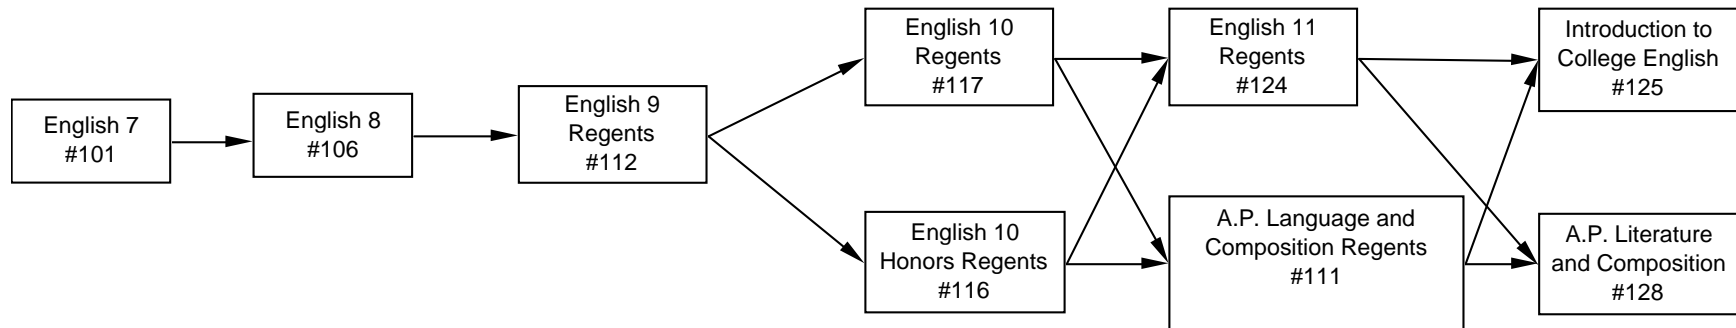 English 7
#101
English 8
#106
English 9
Regents
#112
English 10
Regents
#117
English 10
Honors Regents
#116
English 11
Regents
#124
A.P. Language and
Composition Regents
#111
Introduction to
College English
#125
A.P. Literature
and Composition
#128